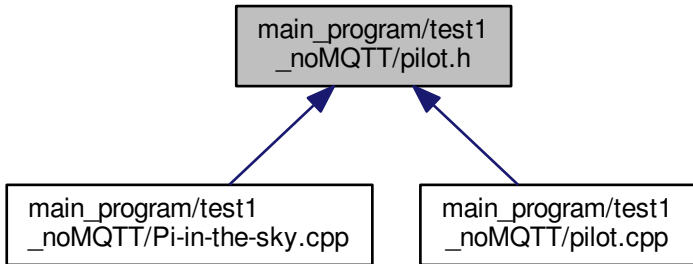 main_program/test1
_noMQTT/pilot.h
main_program/test1
_noMQTT/Pi-in-the-sky.cpp
main_program/test1
_noMQTT/pilot.cpp